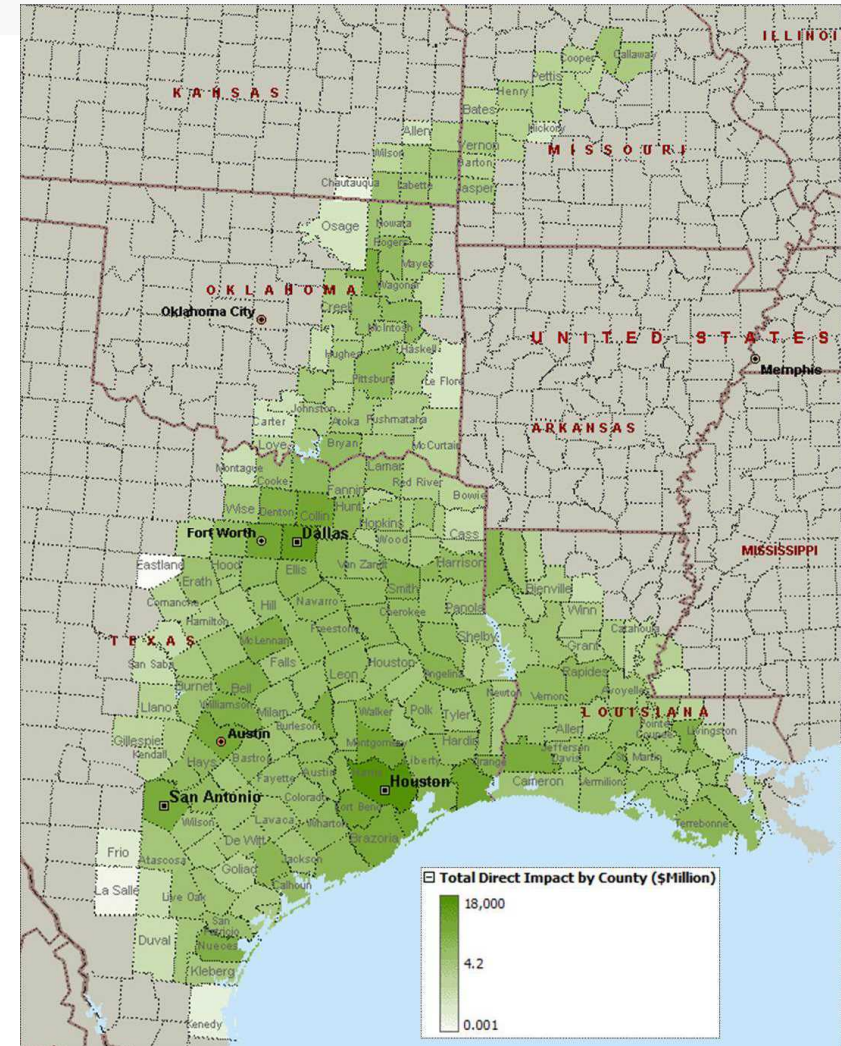 ILLINOI
KANSAS
Cooper
Callaway
Pettis
Henry
Bates
Allen
Hickory
MISSOURI
Wilson
Vernon
Barton
Chautauqua
Labette
Jasper
Osage
Nowata
Rogers
Mayes
OKLAHOMA
Wagoner
Oklahoma City
Creek
McIntosh
UNITED STATES
Hughes
Haskell
Memphis
Pittsburg
Le Flore
Johnston
Carter
Atoka
Pushmataha
ARKANSAS
Love
Bryan
McCurtain
Montague
Lamar
Cooke
Fannin
Red River
Bowie
Wise
Denton
Collin
Hunt
Hopkins
Fort Worth
Dallas
Wood
Cass
MISSISSIPPI
Eastland
Hood
Ellis
Van Zandt
Harrison
Erath
Smith
Bienville
Comanche
Hill
Navarro
Cherokee
Panola
Winn
Hamilton
Freestone
Catahoula
TEXAS
McLennan
Shelby
Grant
San Saba
Falls
Leon
Houston
Angelina
Rapides
Burnet
Bell
Newton
Vernon
Avoyelles
Llano
Williamson
Milam
Walker
Polk
Tyler
LOUISIANA
Gillespie
Austin
Burleson
Montgomery
Hardin
Allen
Pointe Coupee
Livingston
Kendall
Hays
Bastrop
Liberty
Orange
Jefferson Davis
St. Martin
Fayette
Austin
Harris
Houston
Cameron
Vermilion
San Antonio
Colorado
Fort Bend
Wilson
Lavaca
Wharton
Brazoria
Terrebonne
Frio
Atascosa
De Witt
Jackson
Goliad
La Salle
Live Oak
Calhoun
San Patricio
Duval
Nueces
Kleberg
Kenedy
Total Direct Impact by County ($Million)
18,000
4.2
0.001